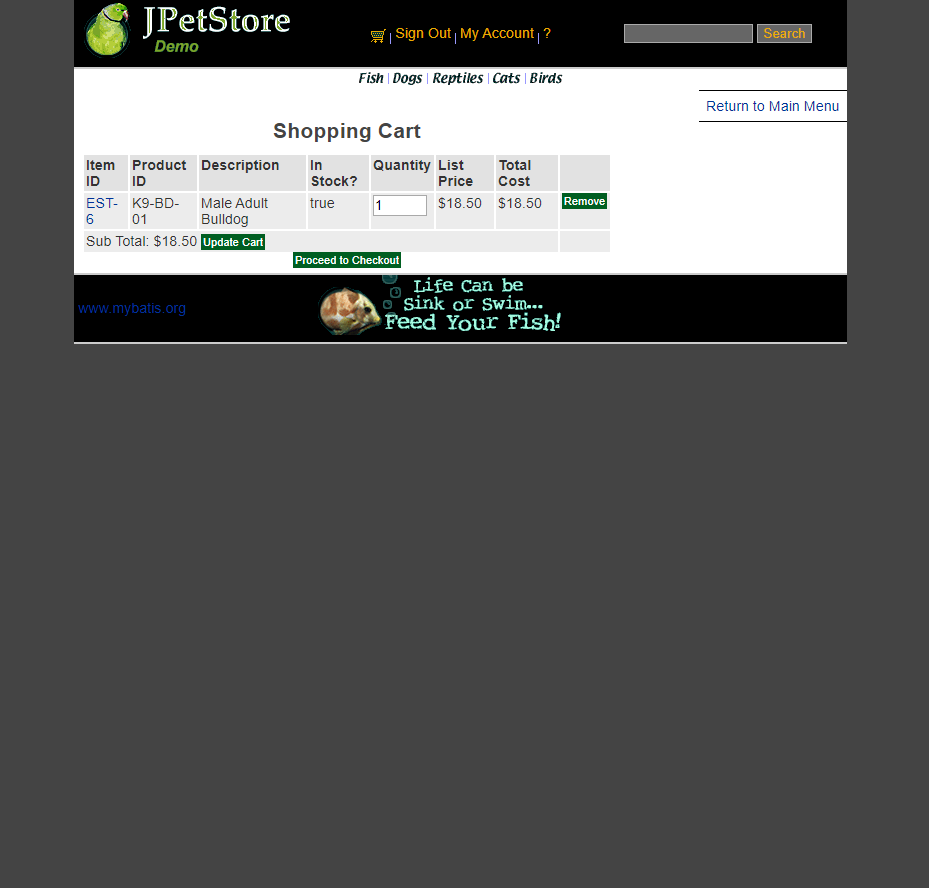 JPetStore
Demo
Sign Out My Account ?
Search
Fish Dogs Reptiles Cats Birds
Return to Main Menu
Shopping Cart
Item ID Product ID Description In Stock? Quantity List Price Total Cost
EST-6 K9-BD-01 Male Adult Bulldog true 1 $18.50 $18.50 Remove
Sub Total: $18.50 Update Cart
Proceed to Checkout
www.mybatis.org
Life Can be
Sink or Swim...
Feed Your Fish!